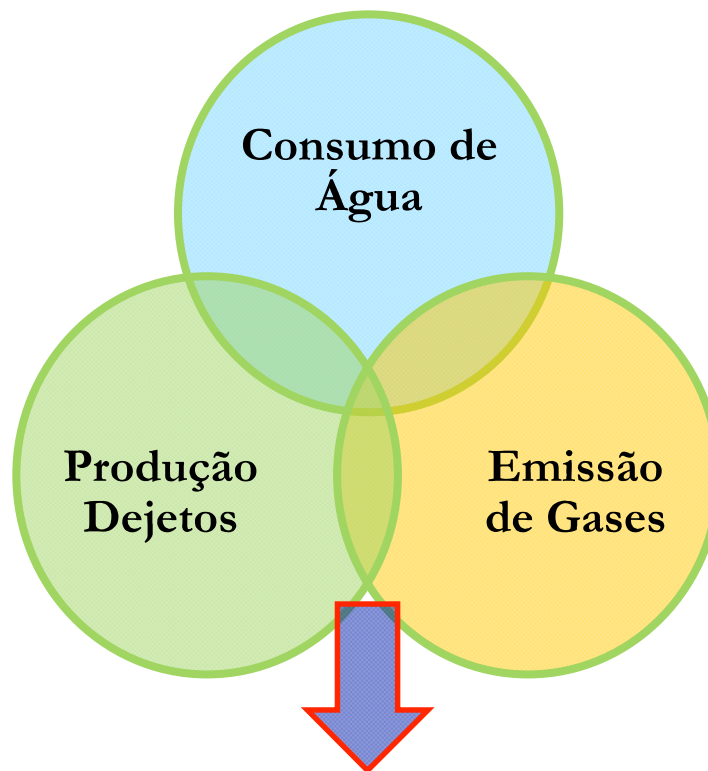 Consumo de
Água
Produção
Dejetos
Emissão
de Gases